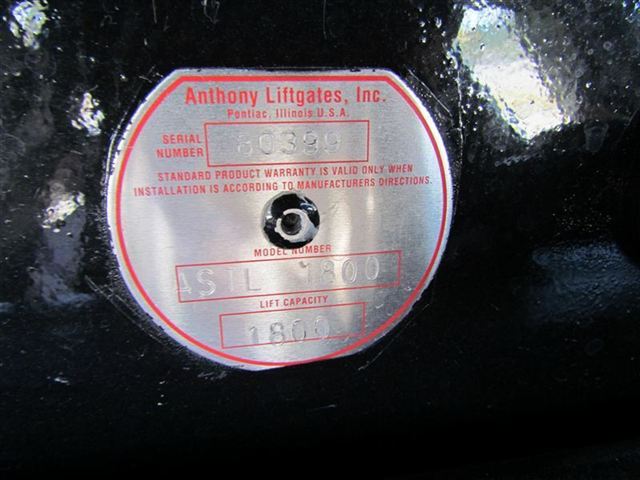 Anthony Liftgates, Inc.
Pontiac, Illinois U.S.A.
SERIAL
NUMBER 80389
STANDARD PRODUCT WARRANTY IS VALID ONLY WHEN
INSTALLATION IS ACCORDING TO MANUFACTURERS DIRECTIONS.
MODEL NUMBER
ASTL 1800
LIFT CAPACITY
1800